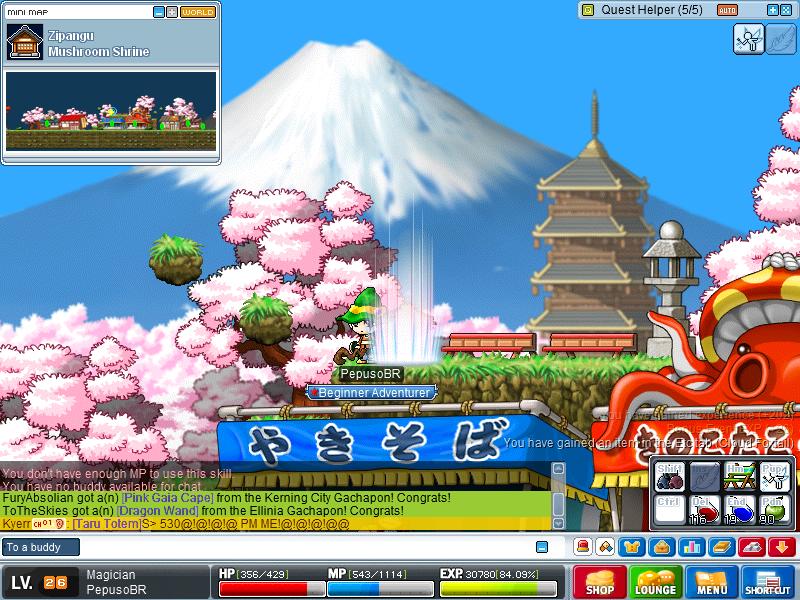 MINI MAP WORLD
Zipangu
Mushroom Shrine
Quest Helper (5/5) AUTO
PepusoBR
Beginner Adventurer
やきそば
You have gained an item in the Etc tab (Cloud Foxtail)
You don't have enough MP to use this skill.
You have no buddy available for chat.
FuryAbsolian got a(n) [Pink Gaia Cape] from the Kerning City Gachapon! Congrats!
ToTheSkies got a(n) [Dragon Wand] from the Ellinia Gachapon! Congrats!
Kyerr CH 01 : [Taru Totem]S> 530@!@!@!@ PM ME!@!@!@!@@
Shift Hm Pup
Ctrl Del End Pdn
116 90
To a buddy
LV. 26
Magician
PepusoBR
HP[356/429] MP[543/1114] EXP. 30780[84.09%]
SHOP LOUNGE MENU SHORTCUT